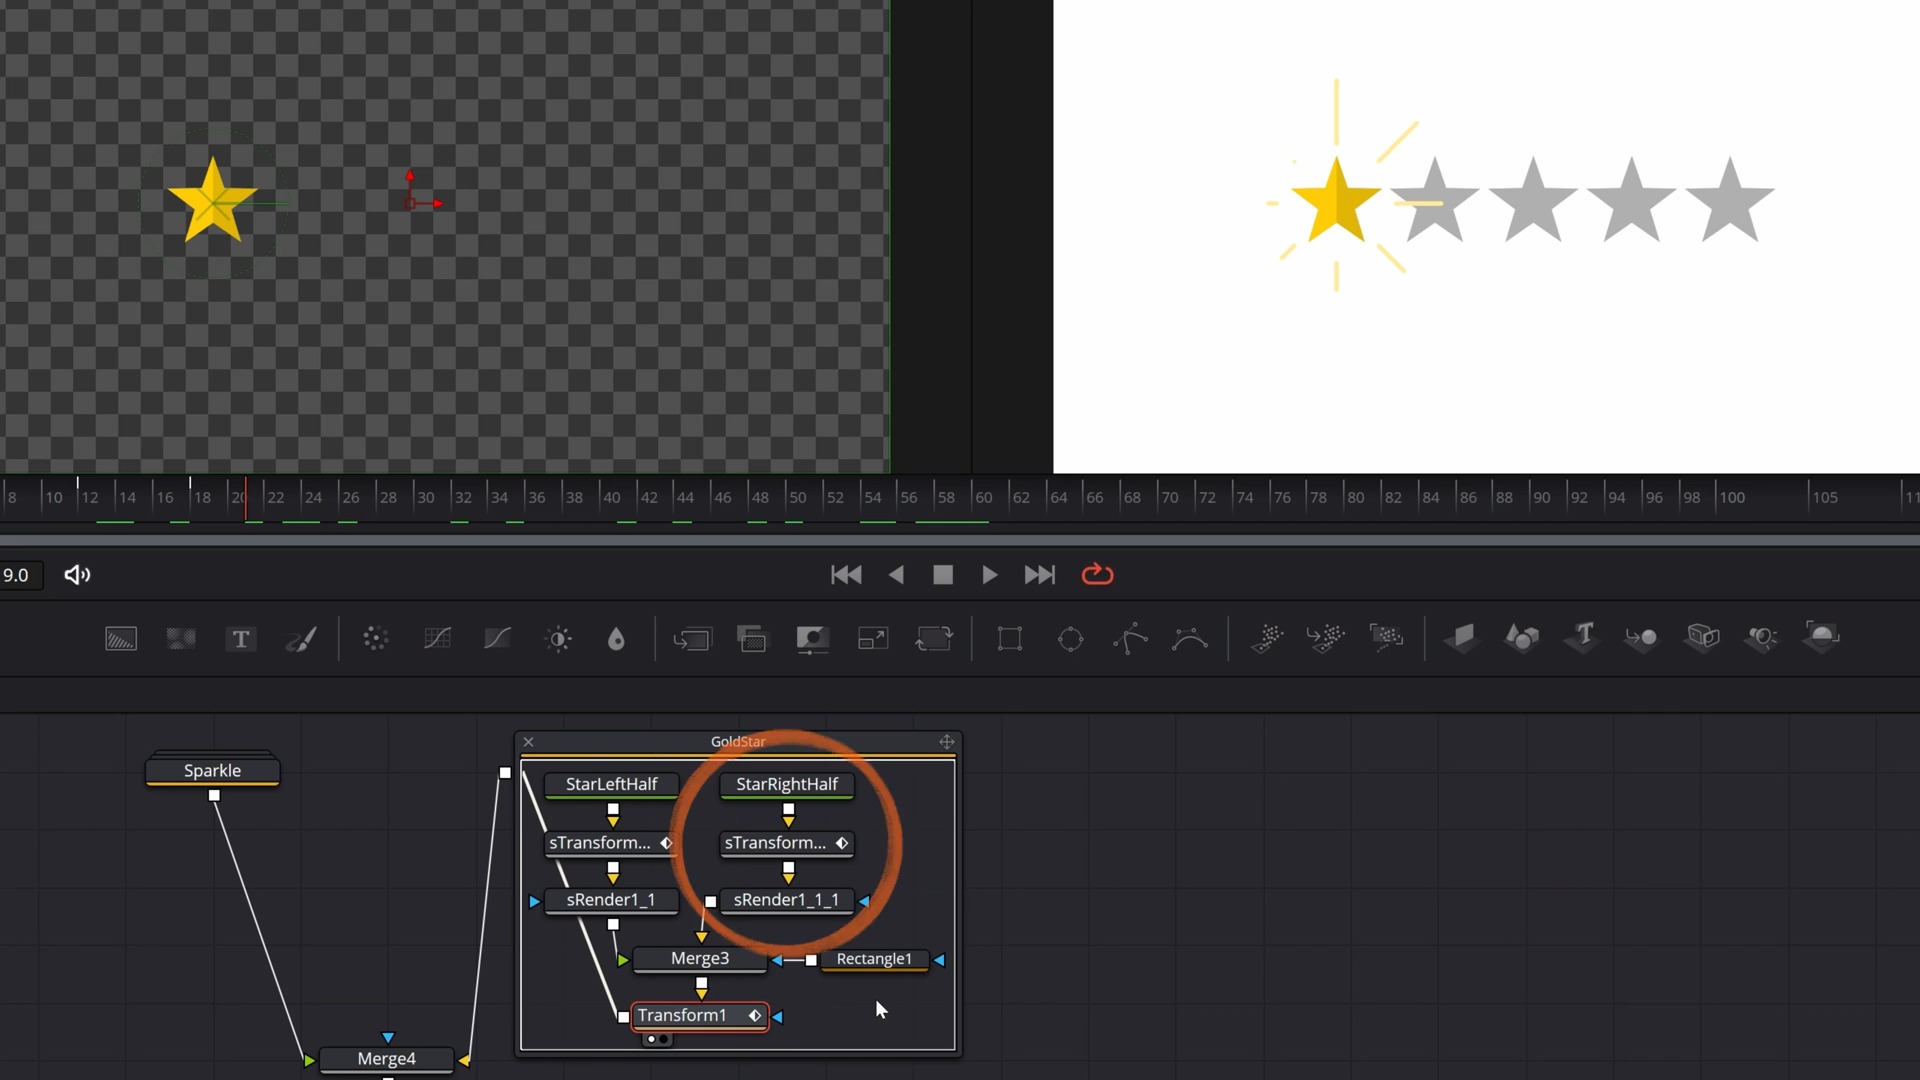 8 10 12 14 16 18 20 22 24 26 28 30 32 34 36 38 40 42 44 46 48 50 52 54 56 58 60 62 64 66 68 70 72 74 76 78 80 82 84 86 88 90 92 94 96 98 100 105 11
9.0
T
GoldStar
Sparkle
StarLeftHalf StarRightHalf
sTransform... sTransform...
sRender1_1 sRender1_1_1
Merge3 Rectangle1
Transform1
Merge4